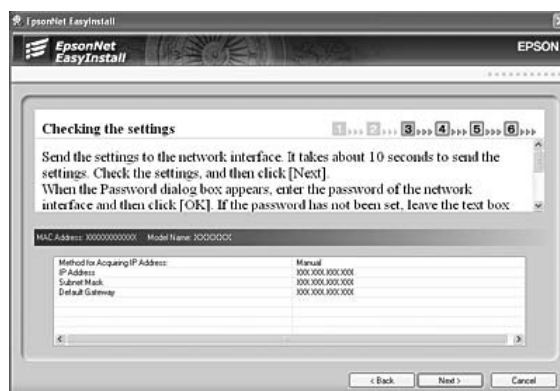 EpsonNet EasyInstall
EpsonNet
EasyInstall
EPSON
Checking the settings
1 2 3 4 5 6
Send the settings to the network interface. It takes about 10 seconds to send the
settings. Check the settings, and then click [Next].
When the Password dialog box appears, enter the password of the network
interface and then click [OK]. If the password has not been set, leave the text box
MAC Address: XXXXXXXXXXXX Model Name: XXXXXXX
Method for Acquiring IP Address: Manual
IP Address XXX.XXX.XXX.XXX
Subnet Mask XXX.XXX.XXX.XXX
Default Gateway XXX.XXX.XXX.XXX
< Back Next > Cancel